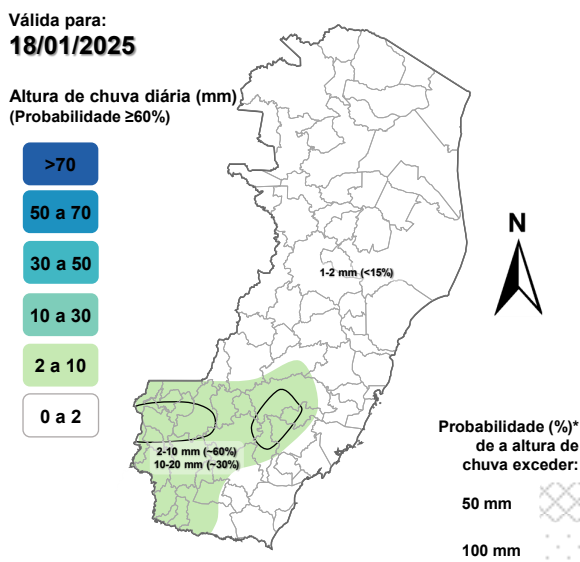 Válida para:
18/01/2025
Altura de chuva diária (mm)
(Probabilidade ≥60%)
>70
50 a 70
30 a 50
10 a 30
2 a 10
0 a 2
1-2 mm (<15%)
2-10 mm (~60%)
10-20 mm (~30%)
N
Probabilidade (%)*
de a altura de
chuva exceder:
50 mm
100 mm